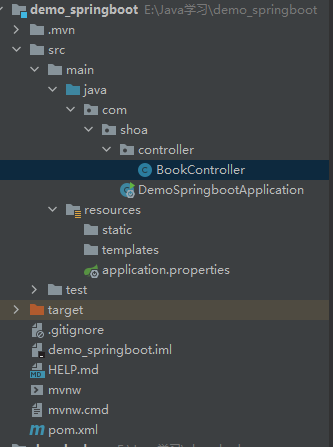 demo_springboot E:\Java学习\demo_springboot
.mvn
src
main
java
com
shoa
controller
BookController
DemoSpringbootApplication
resources
static
templates
application.properties
test
target
.gitignore
demo_springboot.iml
HELP.md
mvnw
mvnw.cmd
pom.xml